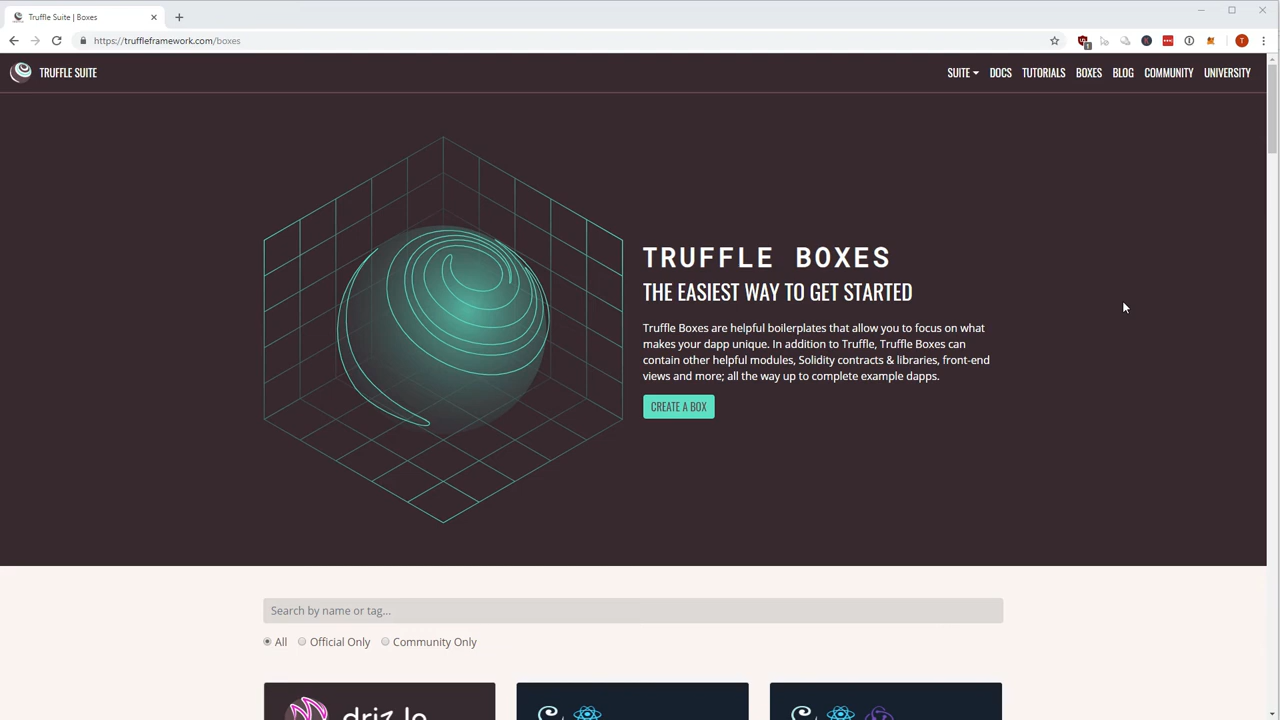 Truffle Suite | Boxes
https://truffleframework.com/boxes
1
T
TRUFFLE SUITE
SUITE
DOCS
TUTORIALS
BOXES
BLOG
COMMUNITY
UNIVERSITY
TRUFFLE BOXES
THE EASIEST WAY TO GET STARTED
Truffle Boxes are helpful boilerplates that allow you to focus on what
makes your dapp unique. In addition to Truffle, Truffle Boxes can
contain other helpful modules, Solidity contracts & libraries, front-end
views and more; all the way up to complete example dapps.
CREATE A BOX
Search by name or tag...
All
Official Only
Community Only
drizzle